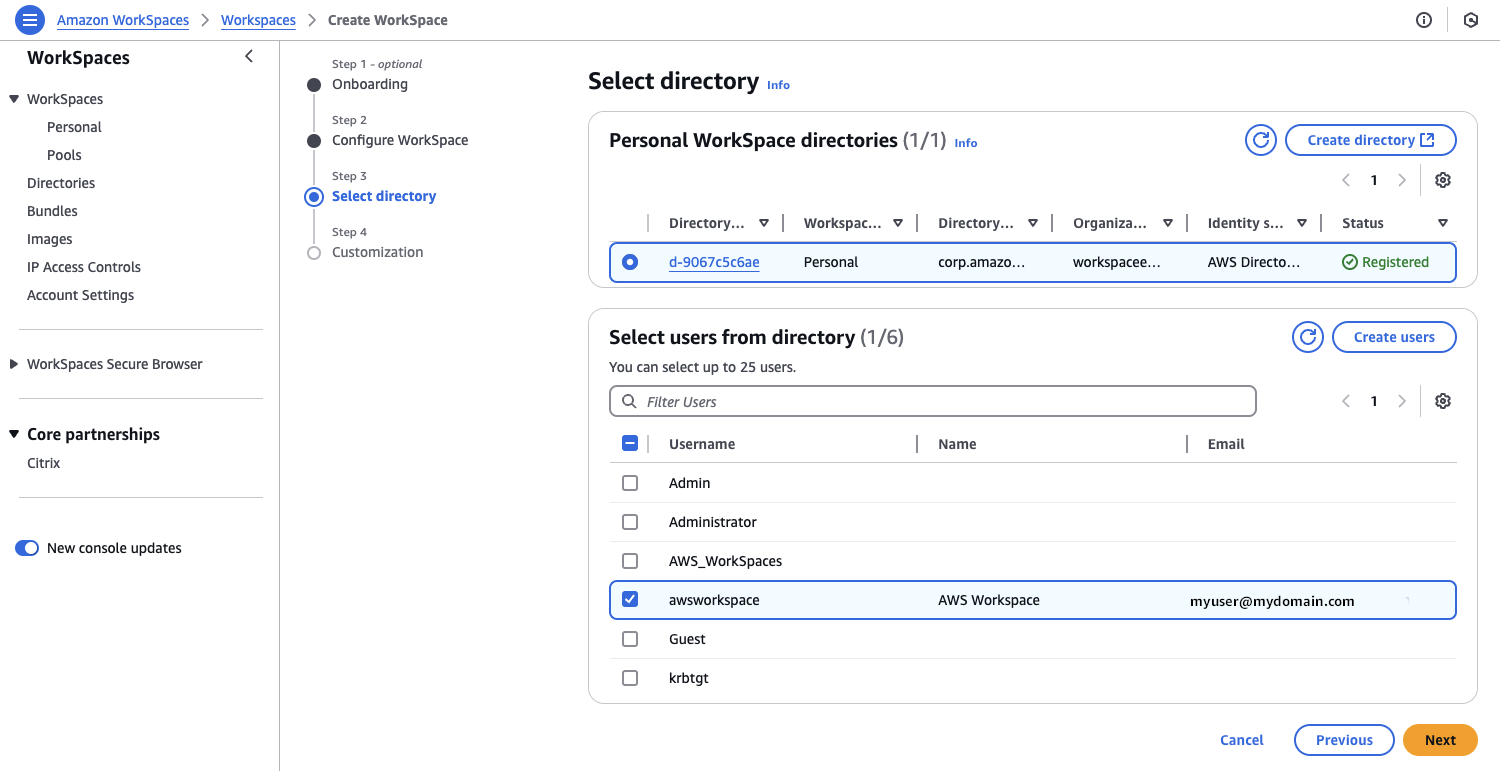 Amazon WorkSpaces > Workspaces > Create WorkSpace
WorkSpaces
WorkSpaces
Personal
Pools
Directories
Bundles
Images
IP Access Controls
Account Settings
WorkSpaces Secure Browser
Core partnerships
Citrix
New console updates
Step 1 - optional
Onboarding
Step 2
Configure WorkSpace
Step 3
Select directory
Step 4
Customization
Select directory Info
Personal WorkSpace directories (1/1) Info
Create directory
1
Directory... Workspac... Directory... Organiza... Identity s... Status
d-9067c5c6ae Personal corp.amazo... workspacee... AWS Directo... Registered
Select users from directory (1/6)
Create users
You can select up to 25 users.
Filter Users
1
Username Name Email
Admin
Administrator
AWS_WorkSpaces
awsworkspace AWS Workspace myuser@mydomain.com
Guest
krbtgt
Cancel Previous Next